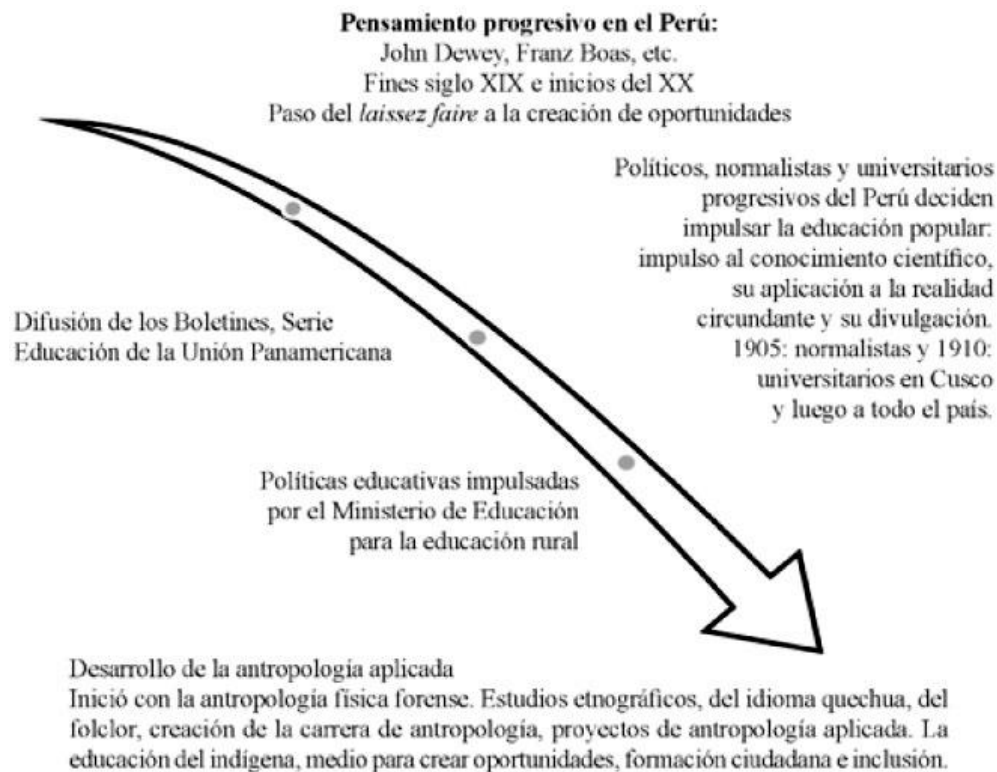 Pensamiento progresivo en el Perú:
John Dewey, Franz Boas, etc.
Fines siglo XIX e inicios del XX
Paso del laissez faire a la creación de oportunidades
Políticos, normalistas y universitarios
progresivos del Perú deciden
impulsar la educación popular:
impulso al conocimiento científico,
su aplicación a la realidad
circundante y su divulgación.
1905: normalistas y 1910:
universitarios en Cusco
y luego a todo el país.
Difusión de los Boletines, Serie
Educación de la Unión Panamericana
Políticas educativas impulsadas
por el Ministerio de Educación
para la educación rural
Desarrollo de la antropología aplicada
Inició con la antropología física forense. Estudios etnográficos, del idioma quechua, del
folclor, creación de la carrera de antropología, proyectos de antropología aplicada. La
educación del indígena, medio para crear oportunidades, formación ciudadana e inclusión.